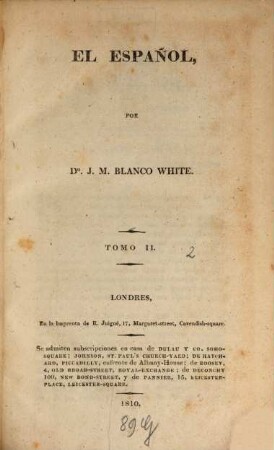 EL ESPAÑOL,
POR
Dn. J. M. BLANCO WHITE.
TOMO II.
2
LONDRES,
En la Imprenta de R. Juigné, 17, Margaret-street, Cavendish-square.
Se admiten subscripciones en casa de DULAU Y CO. SOHO-
SQUARE; JOHNSON, ST. PAUL'S CHURCH-YARD; DE HATCH-
ARD, PICCADILLY, enfrente de Albany-House; de BOOSEY,
4, OLD BROAD-STREET, ROYAL-EXCHANGE; de DECONCHY
100, NEW BOND-STREET, y de PANNIER, 15, LEICESTER-
PLACE, LEICESTER-SQUARE.
1810.